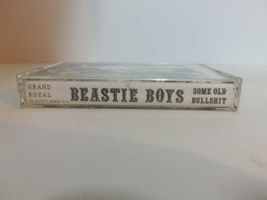 GRAND
ROYAL
BEASTIE BOYS
SOME OLD
BULLSHIT